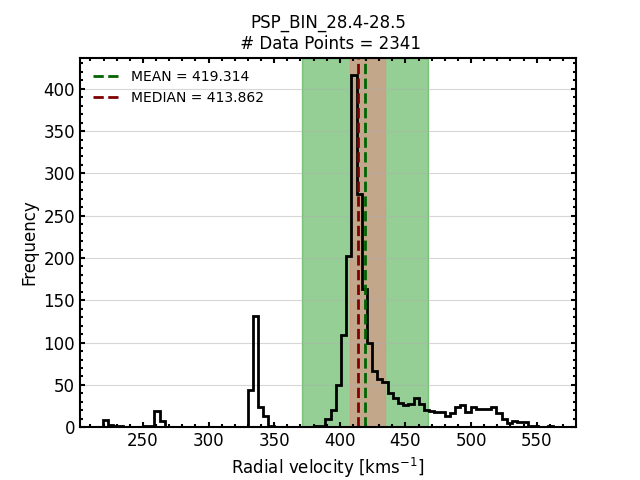 PSP_BIN_28.4-28.5
# Data Points = 2341
MEAN = 419.314
MEDIAN = 413.862
Frequency
400
350
300
250
200
150
100
50
0
250 300 350 400 450 500 550
Radial velocity [kms⁻¹]